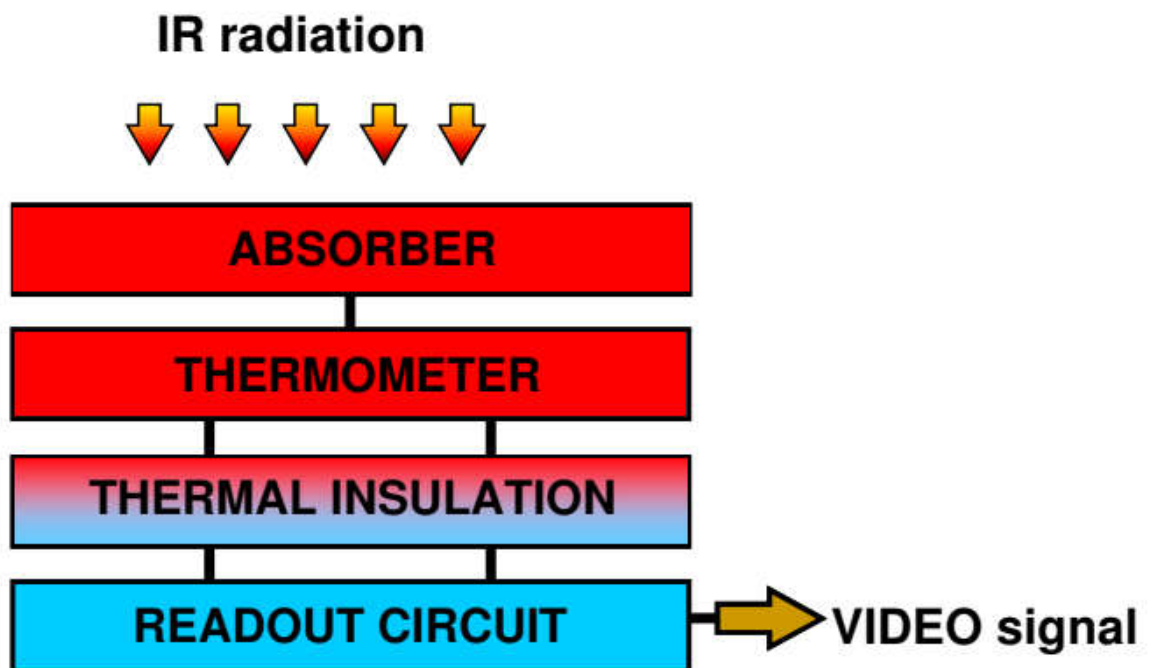 IR radiation
ABSORBER
THERMOMETER
THERMAL INSULATION
READOUT CIRCUIT
VIDEO signal